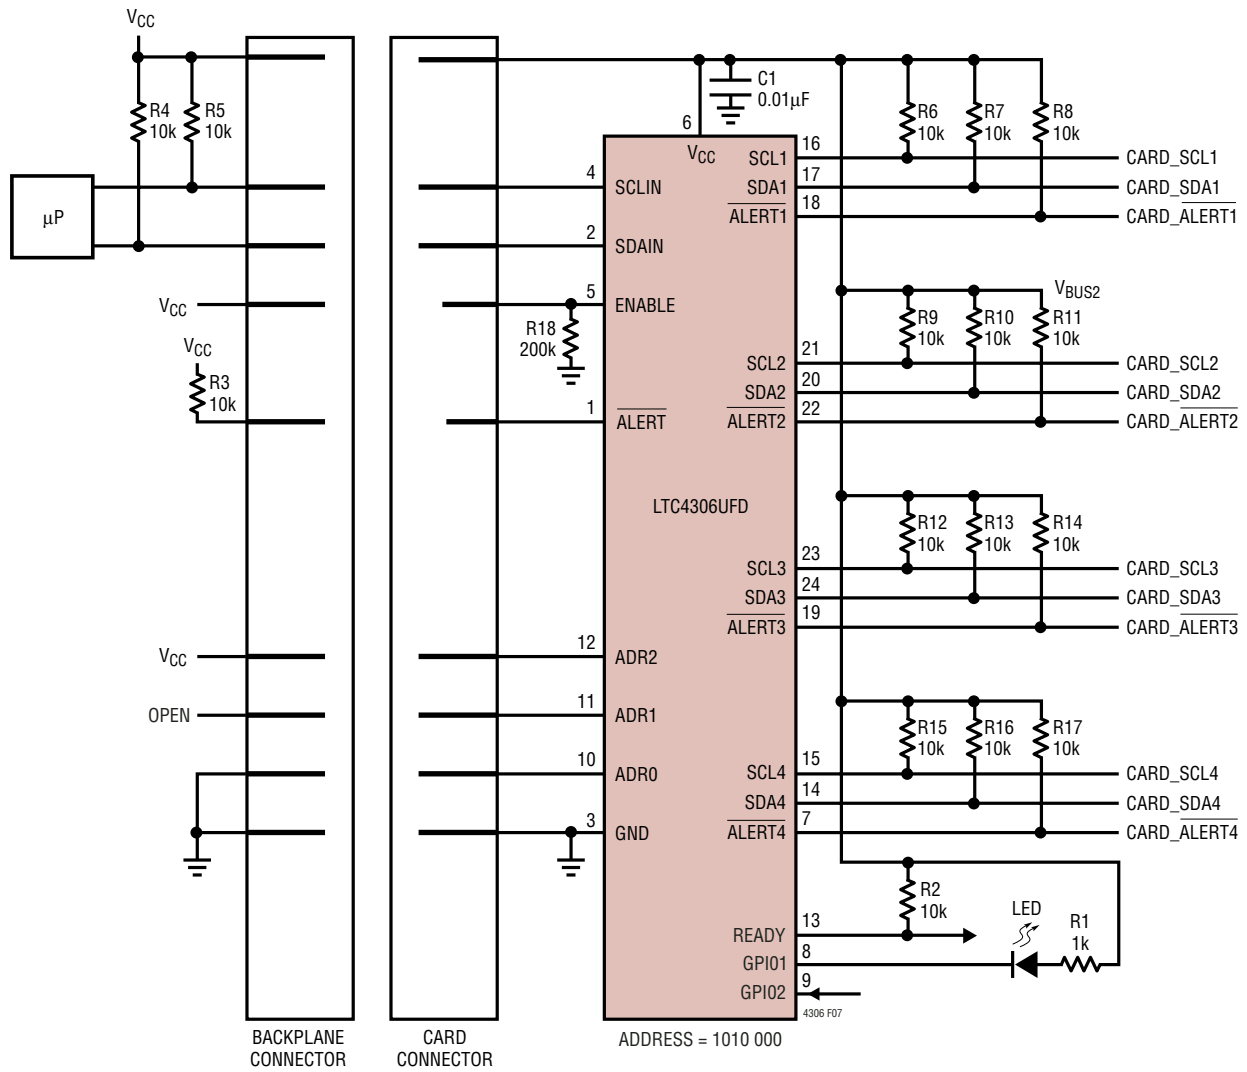 VCC
R4
10k
R5
10k
μP
VCC
VCC
R3
10k
VCC
OPEN
BACKPLANE
CONNECTOR
CARD
CONNECTOR
C1
0.01μF
6
VCC
4
SCLIN
2
SDAIN
5
ENABLE
R18
200k
1
ALERT
LTC4306UFD
12
ADR2
11
ADR1
10
ADR0
3
GND
SCL1
16
SDA1
17
ALERT1
18
R6
10k
R7
10k
R8
10k
CARD_SCL1
CARD_SDA1
CARD_ALERT1
VBUS2
R9
10k
R10
10k
R11
10k
SCL2
21
SDA2
20
ALERT2
22
CARD_SCL2
CARD_SDA2
CARD_ALERT2
R12
10k
R13
10k
R14
10k
SCL3
23
SDA3
24
ALERT3
19
CARD_SCL3
CARD_SDA3
CARD_ALERT3
R15
10k
R16
10k
R17
10k
SCL4
15
SDA4
14
ALERT4
7
CARD_SCL4
CARD_SDA4
CARD_ALERT4
R2
10k
READY
13
LED
R1
1k
GPIO1
8
GPIO2
9
4306 F07
ADDRESS = 1010 000